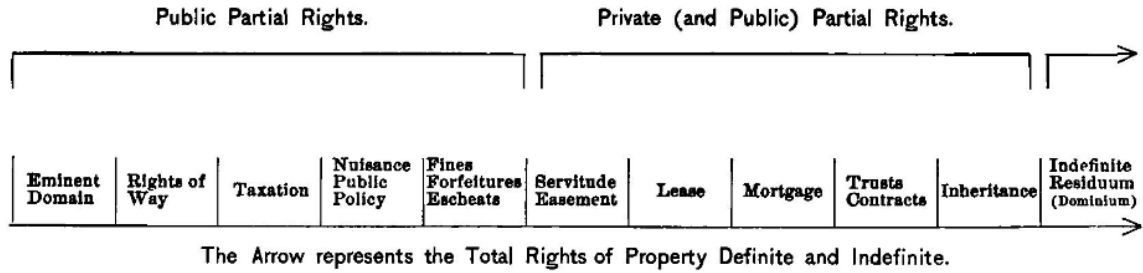 Public Partial Rights.
Private (and Public) Partial Rights.
Eminent
Domain
Rights of
Way
Taxation
Nuisance
Public
Policy
Fines
Forfeitures
Escheats
Servitude
Easement
Lease
Mortgage
Trusts
Contracts
Inheritance
Indefinite
Residuum
(Dominium)
The Arrow represents the Total Rights of Property Definite and Indefinite.